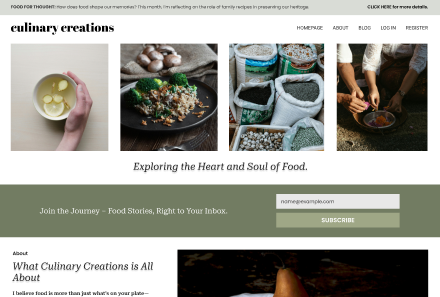 FOOD FOR THOUGHT: How does food shape our memories? This month, I'm reflecting on the role of family recipes in preserving our heritage.
CLICK HERE for more details.
culinary creations
HOMEPAGE ABOUT BLOG LOG IN REGISTER
Exploring the Heart and Soul of Food.
Join the Journey – Food Stories, Right to Your Inbox.
name@example.com
SUBSCRIBE
About
What Culinary Creations is All
About
I believe food is more than just what's on your plate—